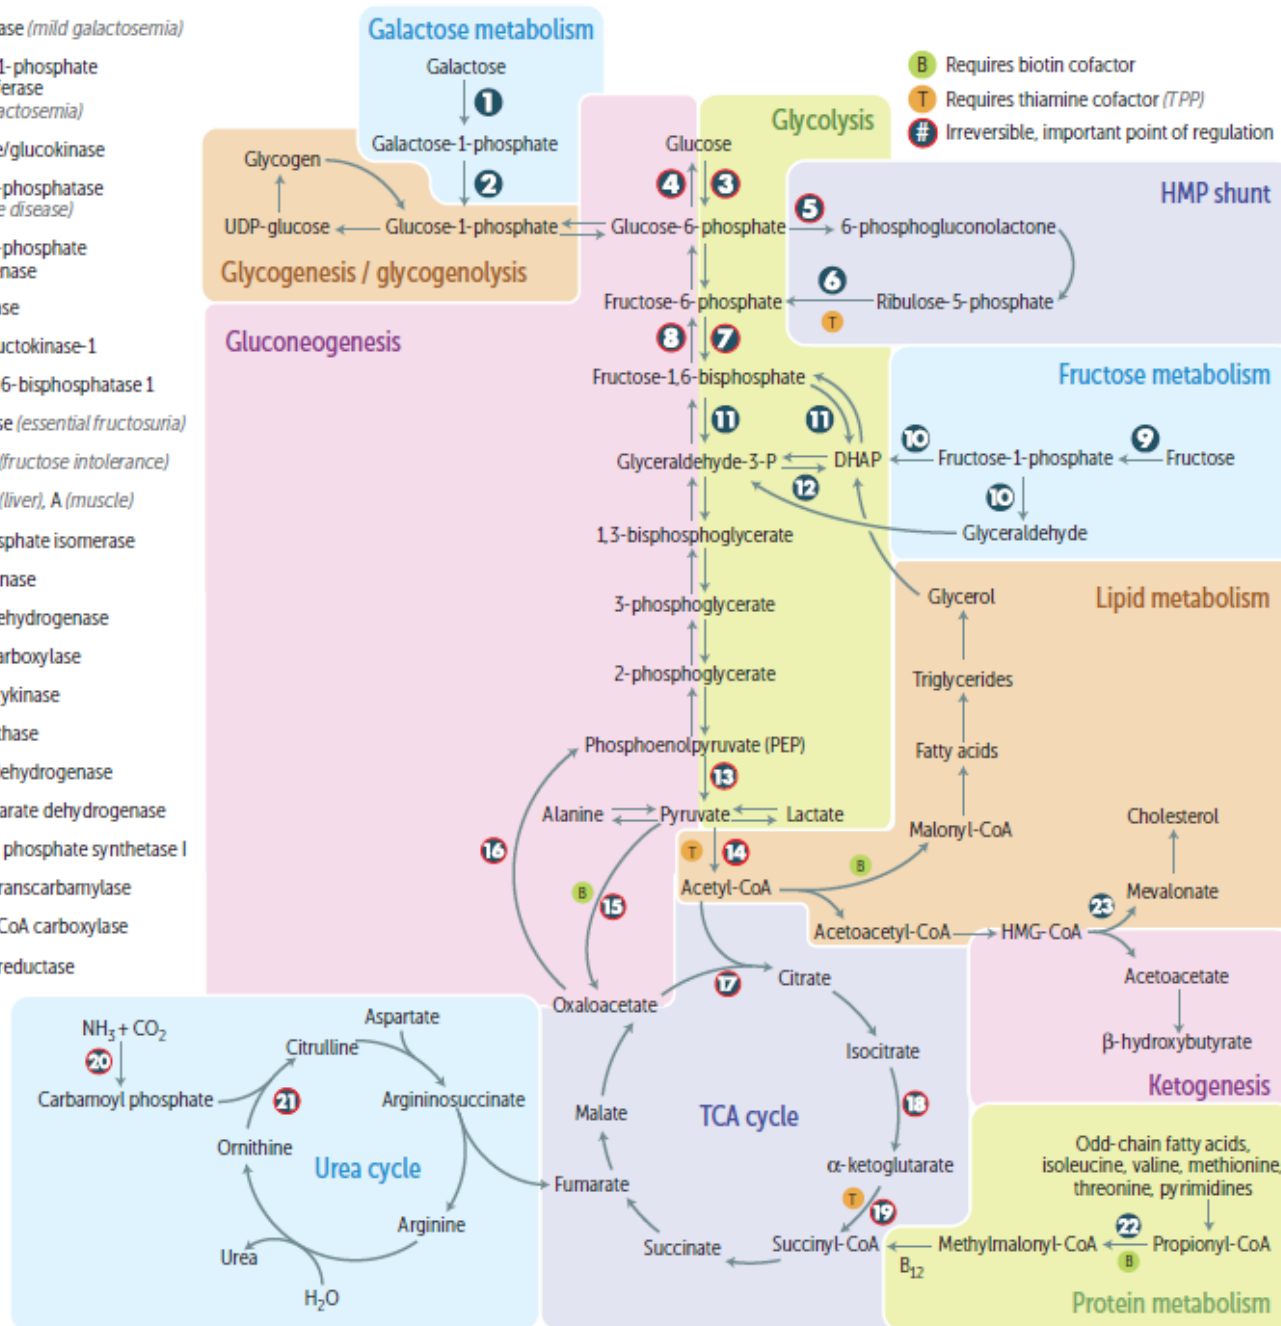 ase (mild galactosemia)
1-phosphate
ferase
actosemia)
e/glucokinase
-phosphatase
e disease)
-phosphate
enase
ase
uctokinase-1
6-bisphosphatase 1
se (essential fructosuria)
(fructose intolerance)
(liver), A (muscle)
sphate isomerase
nase
ehydrogenase
arboxylase
ykinase
thase
dehydrogenase
arate dehydrogenase
phosphate synthetase I
transcarbamylase
CoA carboxylase
reductase
Galactose metabolism
Galactose
1
Galactose-1-phosphate
2
B Requires biotin cofactor
T Requires thiamine cofactor (TPP)
# Irreversible, important point of regulation
Glycogen
UDP-glucose
Glucose-1-phosphate
Glycogenesis / glycogenolysis
Glycolysis
Glucose
4 3
Glucose-6-phosphate
HMP shunt
5
6-phosphogluconolactone
6
T
Ribulose-5-phosphate
Fructose-6-phosphate
Gluconeogenesis
8 7
Fructose-1,6-bisphosphate
11 11
Glyceraldehyde-3-P
DHAP
12
Fructose metabolism
10 9
Fructose-1-phosphate
Fructose
10
Glyceraldehyde
1,3-bisphosphoglycerate
3-phosphoglycerate
2-phosphoglycerate
Phosphoenolpyruvate (PEP)
13
Alanine
Pyruvate
Lactate
16
T 14
B 15
Acetyl-CoA
Lipid metabolism
Glycerol
Triglycerides
Fatty acids
Malonyl-CoA
B
Cholesterol
Mevalonate
23
Acetoacetyl-CoA
HMG-CoA
Acetoacetate
β-hydroxybutyrate
Ketogenesis
Oxaloacetate
17
Citrate
Isocitrate
18
TCA cycle
α-ketoglutarate
T 19
Succinyl-CoA
Succinate
Fumarate
Malate
NH3 + CO2
20
Carbamoyl phosphate
Citrulline
Aspartate
21
Argininosuccinate
Ornithine
Urea cycle
Arginine
Urea
H2O
Odd-chain fatty acids,
isoleucine, valine, methionine,
threonine, pyrimidines
22
Methylmalonyl-CoA
Propionyl-CoA
B12
B
Protein metabolism